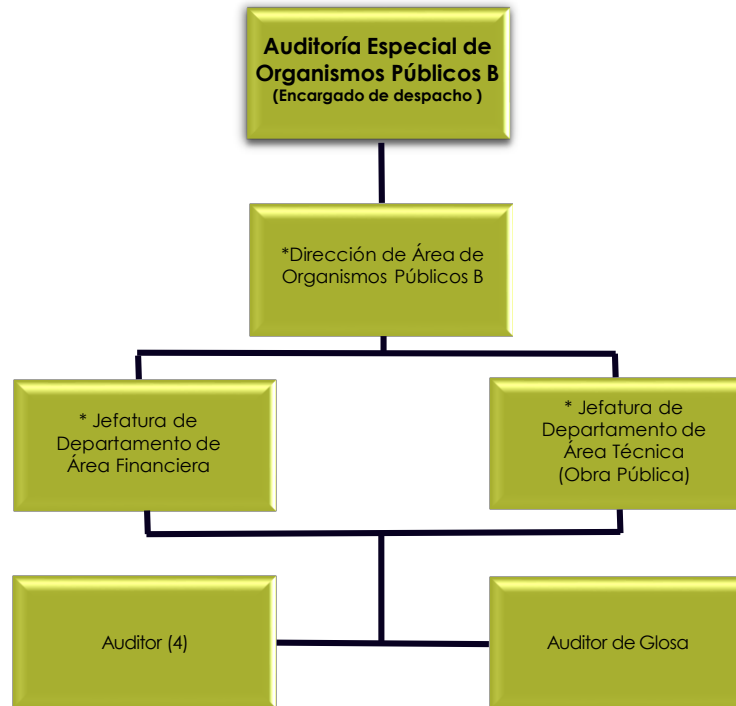 Auditoría Especial de
Organismos Públicos B
(Encargado de despacho )
*Dirección de Área de
Organismos Públicos B
* Jefatura de
Departamento de
Área Financiera
* Jefatura de
Departamento de
Área Técnica
(Obra Pública)
Auditor (4)
Auditor de Glosa